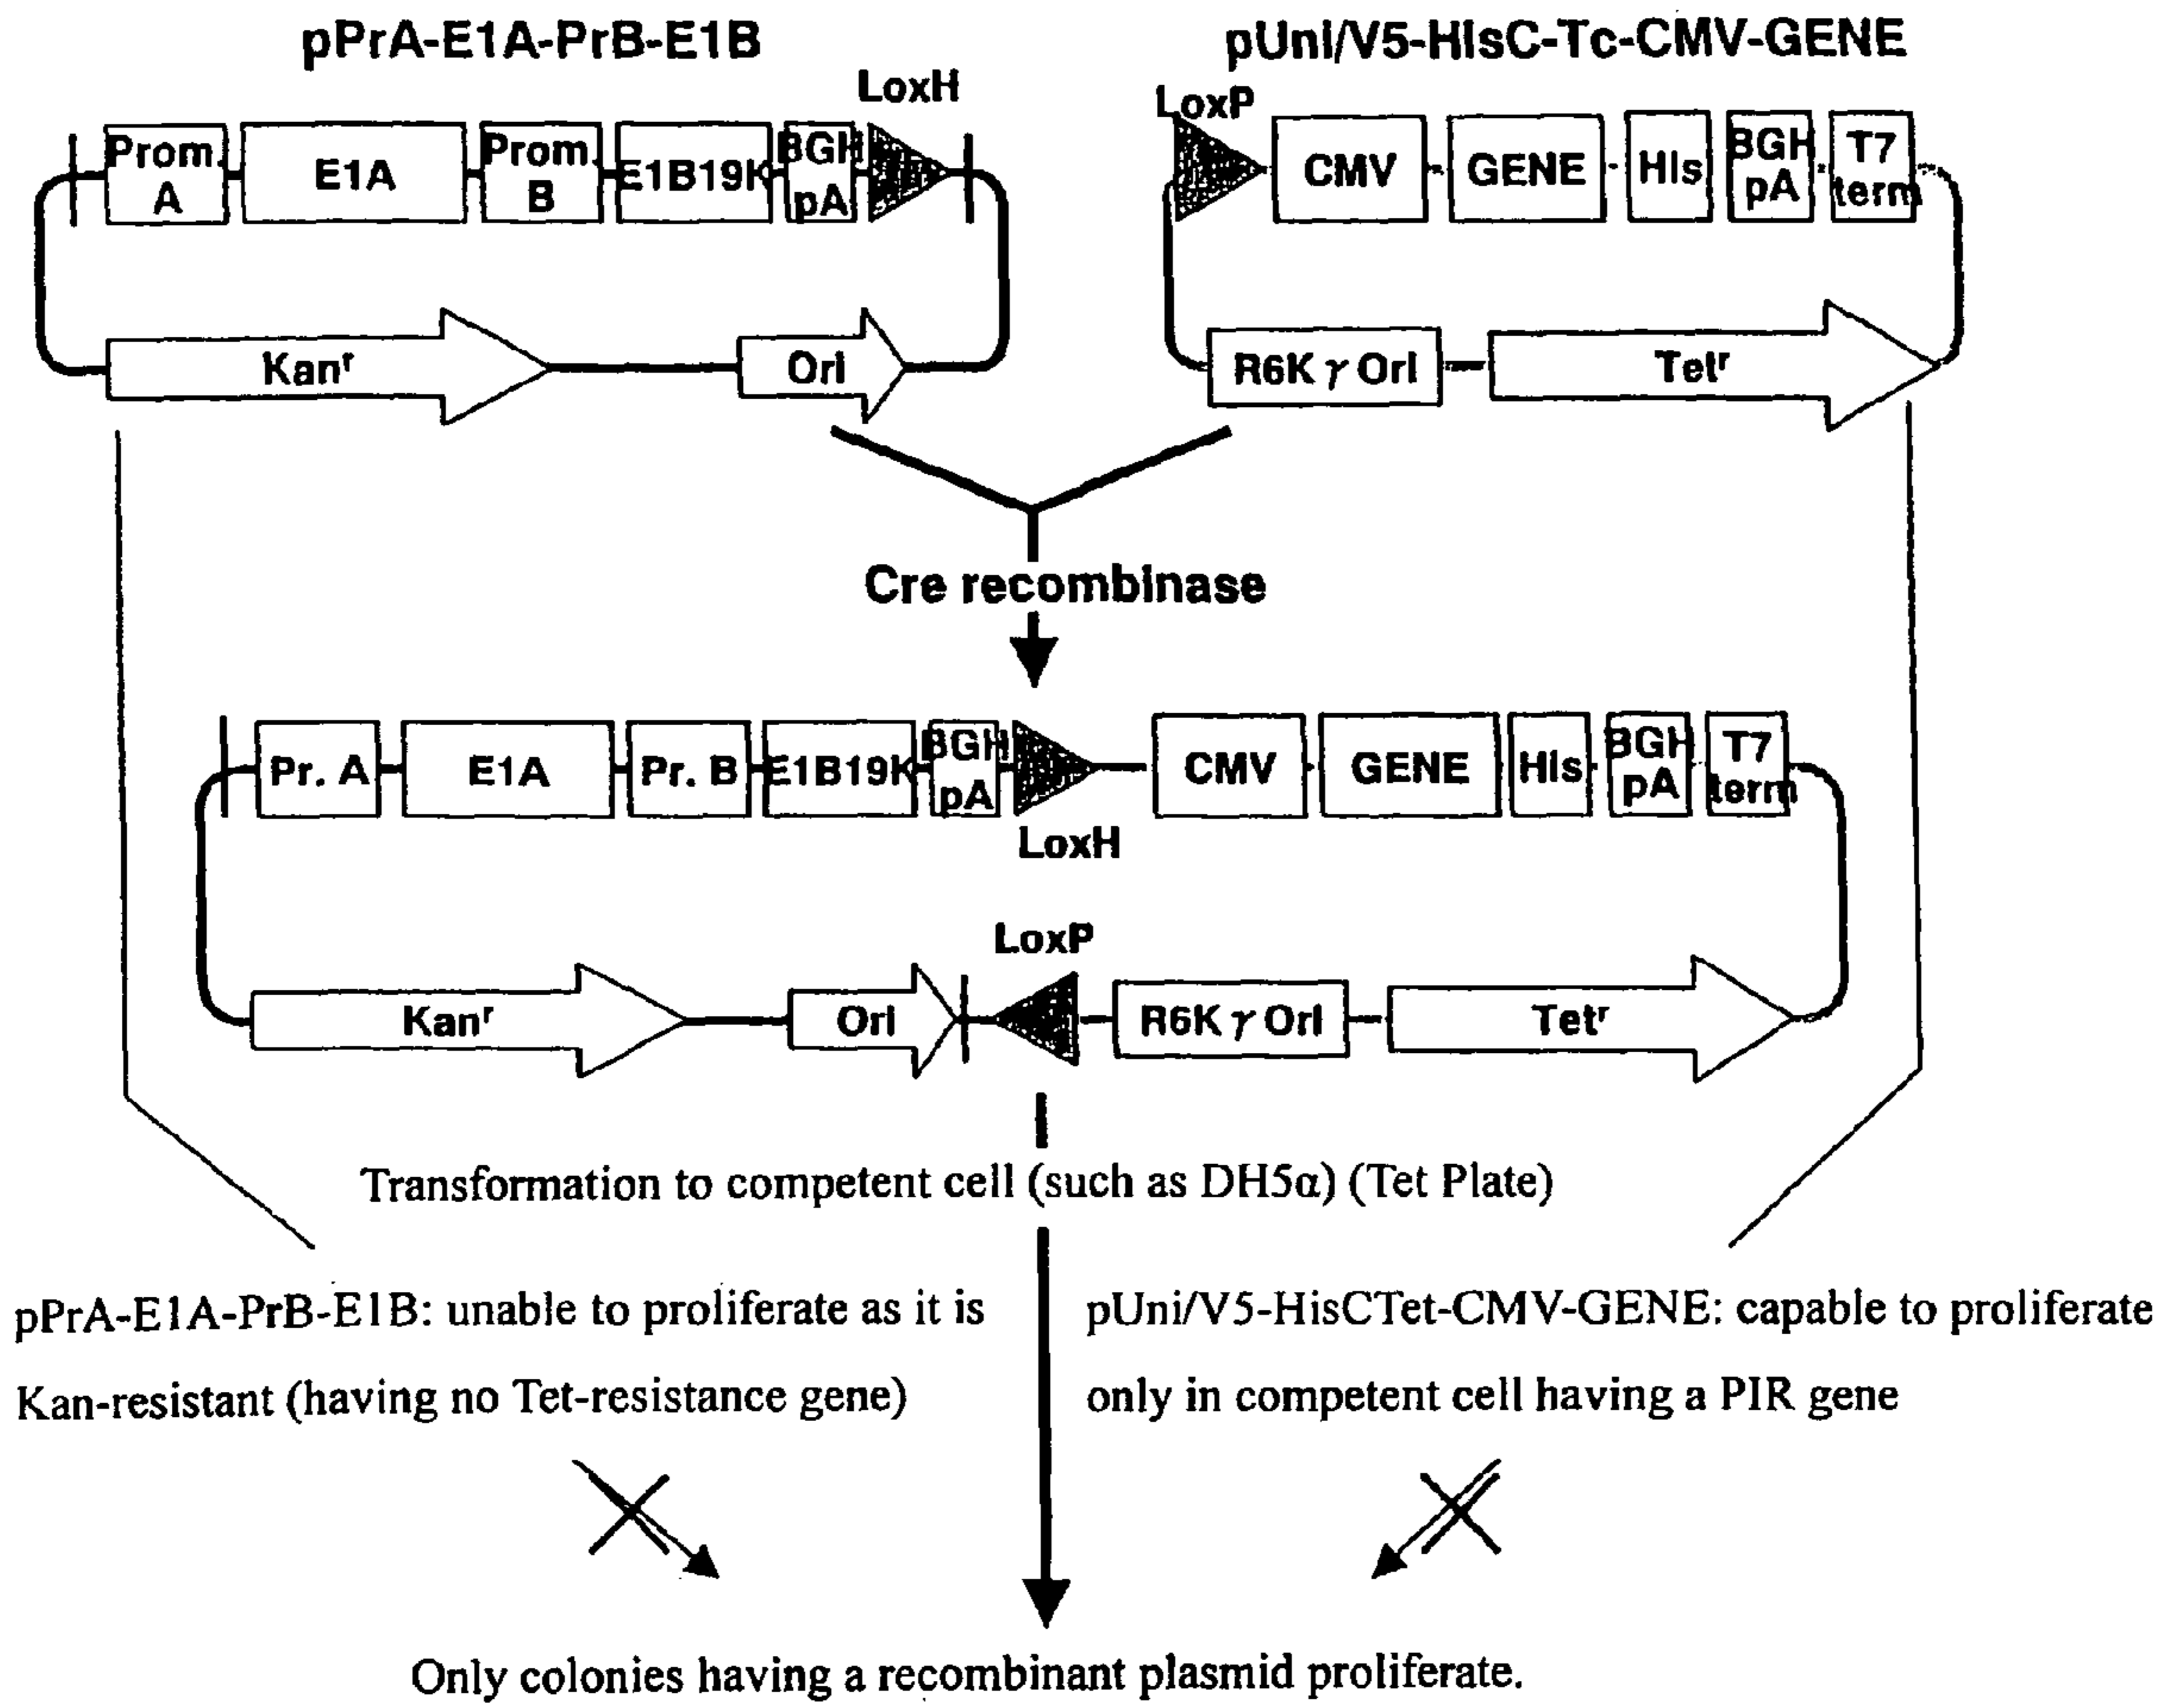 pPrA-E1A-PrB-E1B
pUni/V5-HisC-Tc-CMV-GENE
LoxH
LoxP
Prom. A
E1A
Prom. B
E1B19K
BGH pA
CMV
GENE
His
BGH pA
T7 term
Kanʳ
Ori
R6K γ Ori
Tetʳ
Cre recombinase
Pr. A
E1A
Pr. B
E1B19K
BGH pA
CMV
GENE
His
BGH pA
T7 term
LoxH
LoxP
Kanʳ
Ori
R6K γ Ori
Tetʳ
Transformation to competent cell (such as DH5α) (Tet Plate)
pPrA-E1A-PrB-E1B: unable to proliferate as it is
Kan-resistant (having no Tet-resistance gene)
pUni/V5-HisCTet-CMV-GENE: capable to proliferate
only in competent cell having a PIR gene
Only colonies having a recombinant plasmid proliferate.